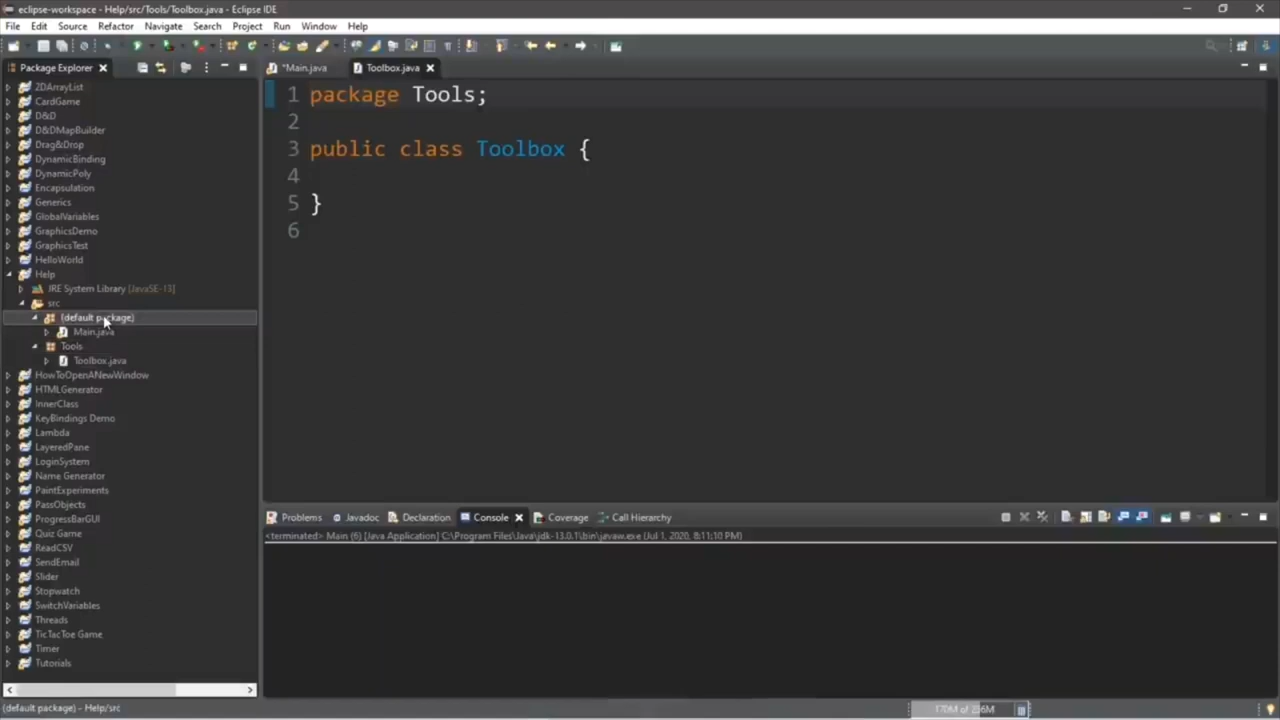 eclipse-workspace - Help/src/Tools/Toolbox.java - Eclipse IDE
File Edit Source Refactor Navigate Search Project Run Window Help
Package Explorer
*Main.java Toolbox.java
2DArrayList
CardGame
D&D
D&DMapBuilder
Drag&Drop
DynamicBinding
DynamicPoly
Encapsulation
Generics
GlobalVariables
GraphicsDemo
GraphicsTest
HelloWorld
Help
JRE System Library [JavaSE-13]
src
(default package)
Main.java
Tools
Toolbox.java
HowToOpenANewWindow
HTMLGenerator
InnerClass
KeyBindings Demo
Lambda
LayeredPane
LoginSystem
Name Generator
PaintExperiments
PassObjects
ProgressBarGUI
Quiz Game
ReadCSV
SendEmail
Slider
Stopwatch
SwitchVariables
Threads
TicTacToe Game
Timer
Tutorials
1 package Tools;
2
3 public class Toolbox {
4
5 }
6
Problems Javadoc Declaration Console Coverage Call Hierarchy
<terminated> Main (6) [Java Application] C:\Program Files\Java\jdk-13.0.1\bin\javaw.exe (Jul 1, 2020, 8:11:10 PM)
(default package) - Help/src
170M of 256M